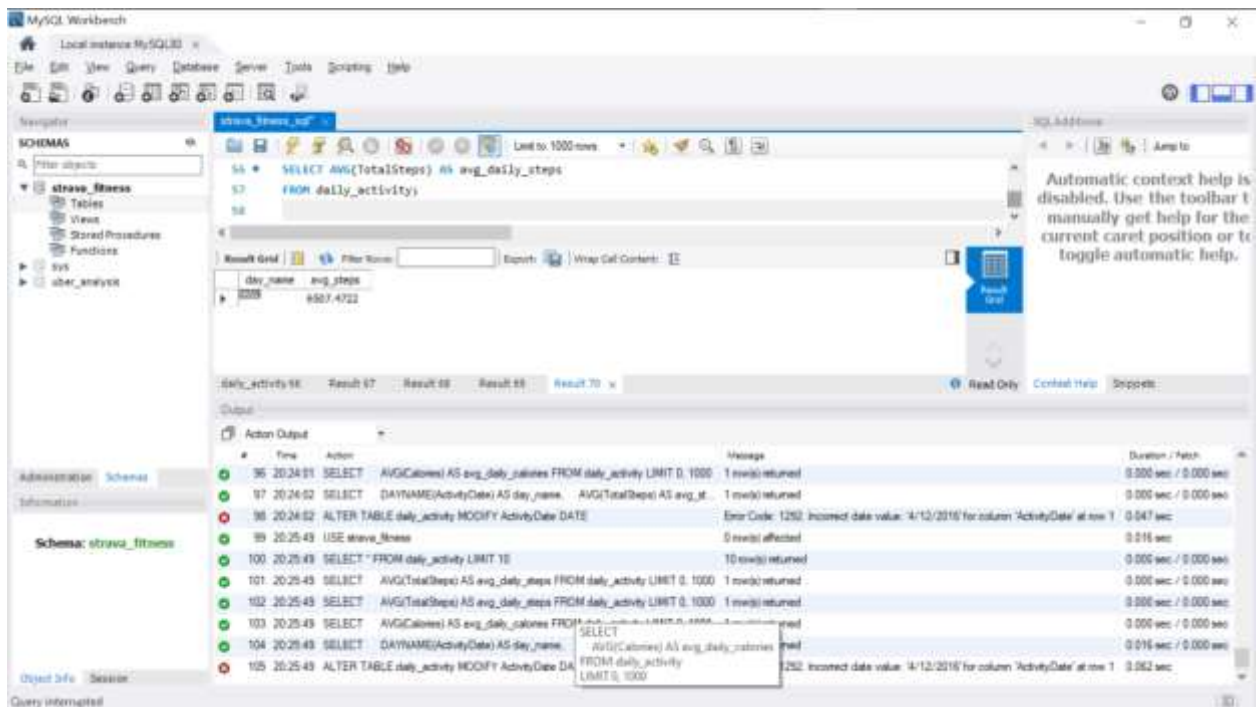 MySQL Workbench
Local instance MySQL80
File Edit View Query Database Server Tools Scripting Help
Navigator
SCHEMAS
Filter objects
strava_fitness
Tables
Views
Stored Procedures
Functions
sys
uber_analysis
Administration Schemas
Information
Schema: strava_fitness
Object Info Session
Query interrupted
strava_fitness_sql*
Limit to 1000 rows
56 SELECT AVG(TotalSteps) AS avg_daily_steps
57 FROM daily_activity;
58
Result Grid Filter Rows: Export: Wrap Cell Content:
day_name avg_steps
6507.4722
Result Grid
daily_activity 66 Result 67 Result 68 Result 69 Result 70
Read Only
Output
Action Output
# Time Action Message Duration / Fetch
96 20:24:01 SELECT AVG(Calories) AS avg_daily_calories FROM daily_activity LIMIT 0, 1000 1 row(s) returned 0.000 sec / 0.000 sec
97 20:24:02 SELECT DAYNAME(ActivityDate) AS day_name, AVG(TotalSteps) AS avg_st... 1 row(s) returned 0.000 sec / 0.000 sec
98 20:24:02 ALTER TABLE daily_activity MODIFY ActivityDate DATE Error Code: 1292. Incorrect date value: '4/12/2016' for column 'ActivityDate' at row 1 0.047 sec
99 20:25:49 USE strava_fitness 0 row(s) affected 0.016 sec
100 20:25:49 SELECT * FROM daily_activity LIMIT 10 10 row(s) returned 0.000 sec / 0.000 sec
101 20:25:49 SELECT AVG(TotalSteps) AS avg_daily_steps FROM daily_activity LIMIT 0, 1000 1 row(s) returned 0.000 sec / 0.000 sec
102 20:25:49 SELECT AVG(TotalSteps) AS avg_daily_steps FROM daily_activity LIMIT 0, 1000 1 row(s) returned 0.000 sec / 0.000 sec
103 20:25:49 SELECT AVG(Calories) AS avg_daily_calories FROM daily_activity LIMIT 0, 1000 1 row(s) returned 0.000 sec / 0.000 sec
104 20:25:49 SELECT DAYNAME(ActivityDate) AS day_name, 0.016 sec / 0.000 sec
105 20:25:49 ALTER TABLE daily_activity MODIFY ActivityDate DA 1292. Incorrect date value: '4/12/2016' for column 'ActivityDate' at row 1 0.062 sec
SELECT
AVG(Calories) AS avg_daily_calories
FROM daily_activity
LIMIT 0, 1000
SQL Additions
Jump to
Automatic context help is
disabled. Use the toolbar t
manually get help for the
current caret position or to
toggle automatic help.
Context Help Snippets